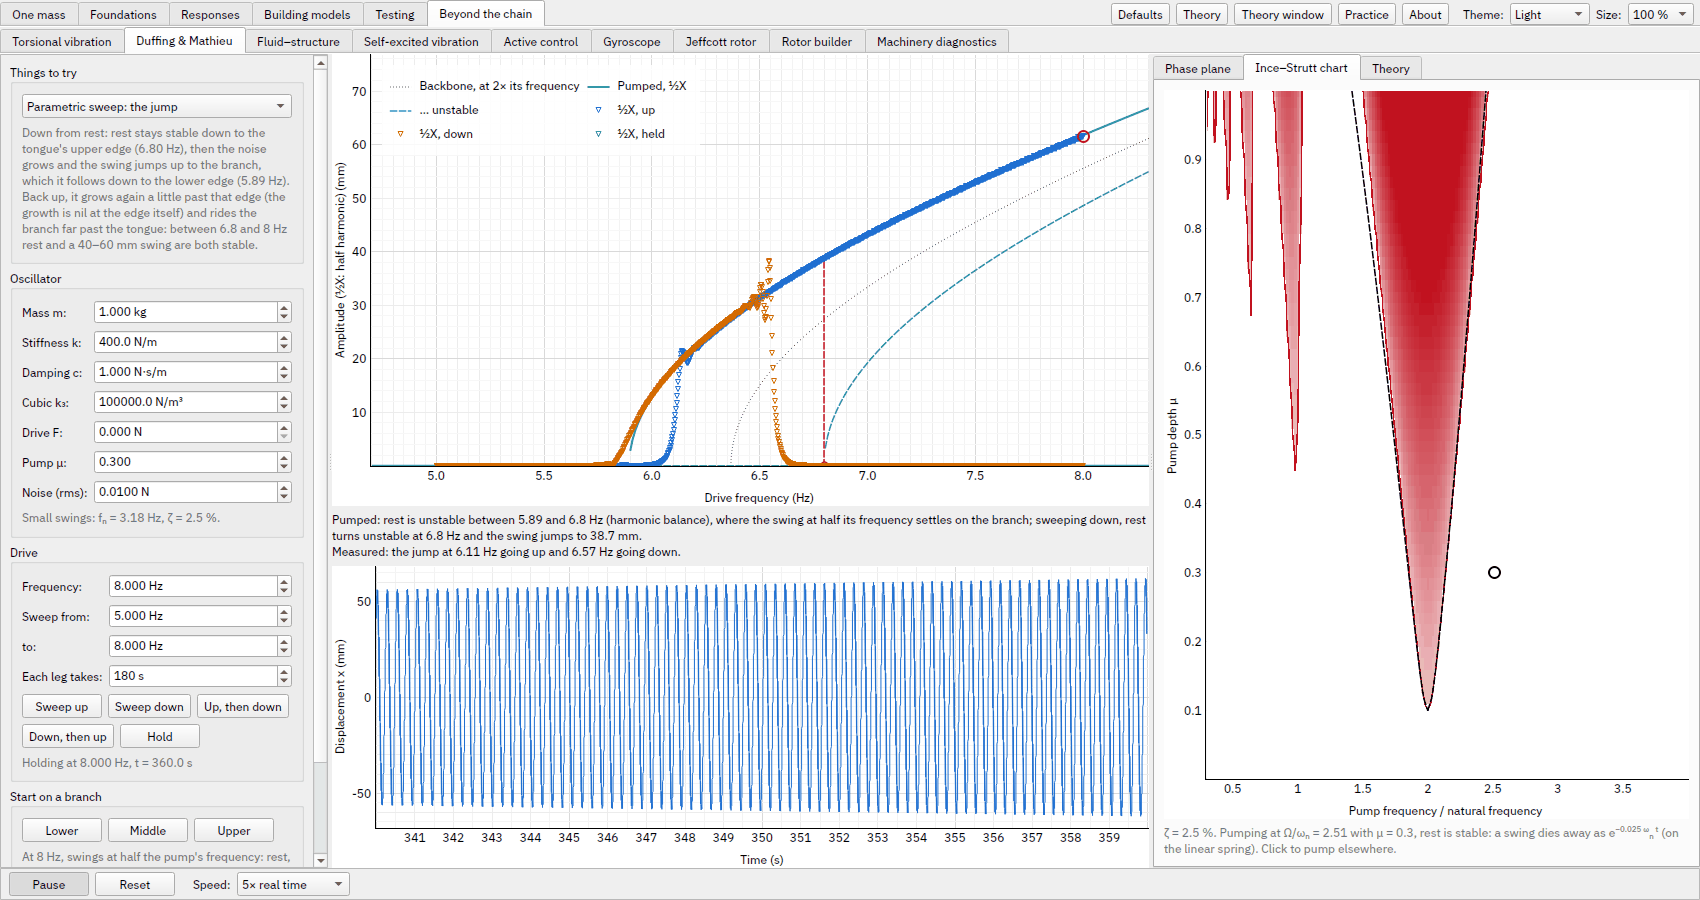 One mass
Foundations
Responses
Building models
Testing
Beyond the chain
Defaults
Theory
Theory window
Practice
About
Theme:
Light
Size:
100 %
Torsional vibration
Duffing & Mathieu
Fluid–structure
Self-excited vibration
Active control
Gyroscope
Jeffcott rotor
Rotor builder
Machinery diagnostics
Things to try
Parametric sweep: the jump
Down from rest: rest stays stable down to the
tongue's upper edge (6.80 Hz), then the noise
grows and the swing jumps up to the branch,
which it follows down to the lower edge (5.89 Hz).
Back up, it grows again a little past that edge (the
growth is nil at the edge itself) and rides the
branch far past the tongue: between 6.8 and 8 Hz
rest and a 40–60 mm swing are both stable.
Oscillator
Mass m:
1.000 kg
Stiffness k:
400.0 N/m
Damping c:
1.000 N·s/m
Cubic k₃:
100000.0 N/m³
Drive F:
0.000 N
Pump μ:
0.300
Noise (rms):
0.0100 N
Small swings: fₙ = 3.18 Hz, ζ = 2.5 %.
Drive
Frequency:
8.000 Hz
Sweep from:
5.000 Hz
to:
8.000 Hz
Each leg takes:
180 s
Sweep up
Sweep down
Up, then down
Down, then up
Hold
Holding at 8.000 Hz, t = 360.0 s
Start on a branch
Lower
Middle
Upper
At 8 Hz, swings at half the pump's frequency: rest,
Pause
Reset
Speed:
5× real time
Amplitude (½X: half harmonic) (mm)
70
60
50
40
30
20
10
Backbone, at 2× its frequency
Pumped, ½X
... unstable
½X, up
½X, down
½X, held
5.0
5.5
6.0
6.5
7.0
7.5
8.0
Drive frequency (Hz)
Pumped: rest is unstable between 5.89 and 6.8 Hz (harmonic balance), where the swing at half its frequency settles on the branch; sweeping down, rest
turns unstable at 6.8 Hz and the swing jumps to 38.7 mm.
Measured: the jump at 6.11 Hz going up and 6.57 Hz going down.
Displacement x (mm)
50
0
-50
341
342
343
344
345
346
347
348
349
350
351
352
353
354
355
356
357
358
359
Time (s)
Phase plane
Ince–Strutt chart
Theory
Pump depth μ
0.9
0.8
0.7
0.6
0.5
0.4
0.3
0.2
0.1
0.5
1
1.5
2
2.5
3
3.5
Pump frequency / natural frequency
ζ = 2.5 %. Pumping at Ω/ωₙ = 2.51 with μ = 0.3, rest is stable: a swing dies away as e^−0.025 ωₙ t (on
the linear spring). Click to pump elsewhere.